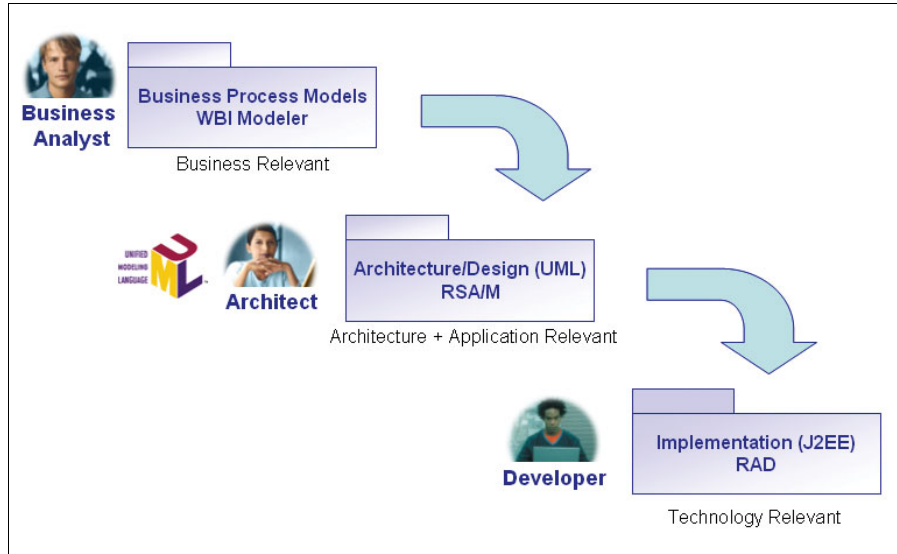 Business Process Models
WBI Modeler
Business
Analyst
Business Relevant
UNIFIED
MODELING
LANGUAGE
UML
TM
Architect
Architecture/Design (UML)
RSA/M
Architecture + Application Relevant
Developer
Implementation (J2EE)
RAD
Technology Relevant